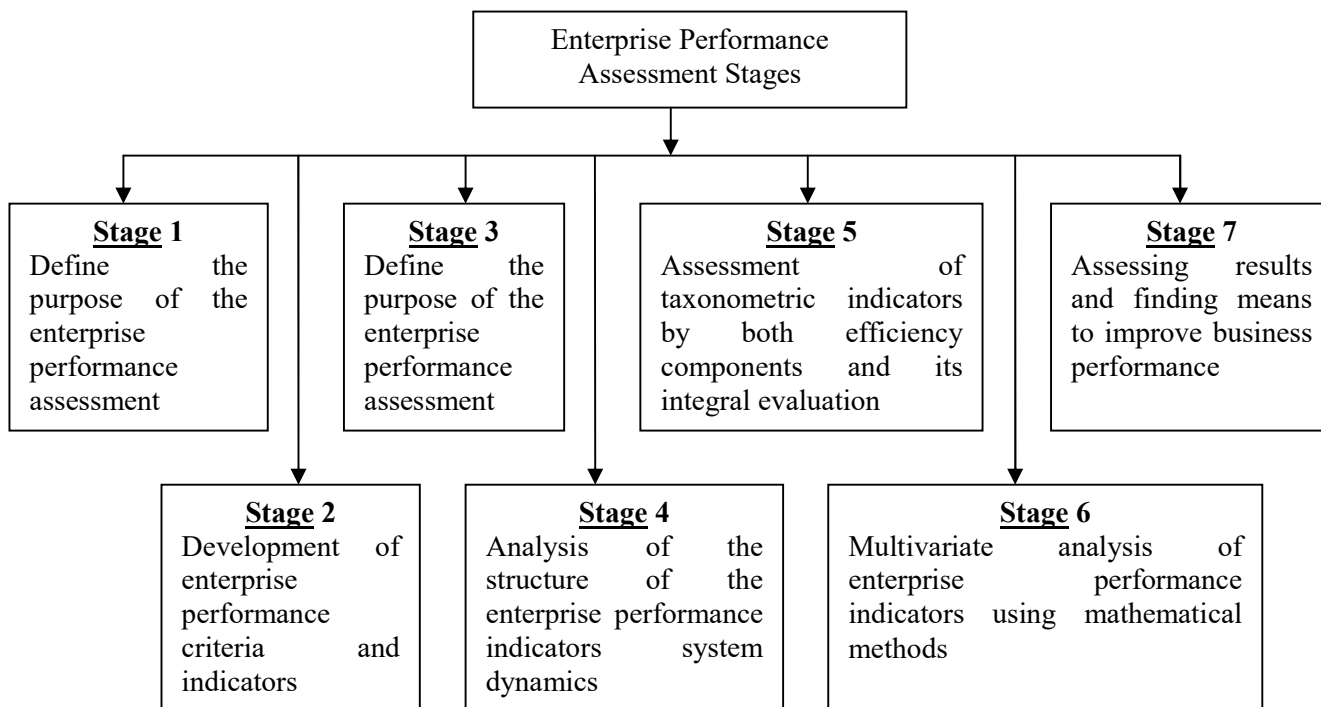 Enterprise Performance
Assessment Stages
Stage 1
Define the
purpose of the
enterprise
performance
assessment
Stage 3
Define the
purpose of the
enterprise
performance
assessment
Stage 5
Assessment of
taxonometric indicators
by both efficiency
components and its
integral evaluation
Stage 7
Assessing results
and finding means
to improve business
performance
Stage 2
Development of
enterprise
performance
criteria and
indicators
Stage 4
Analysis of the
structure of the
enterprise performance
indicators system
dynamics
Stage 6
Multivariate analysis of
enterprise performance
indicators using mathematical
methods